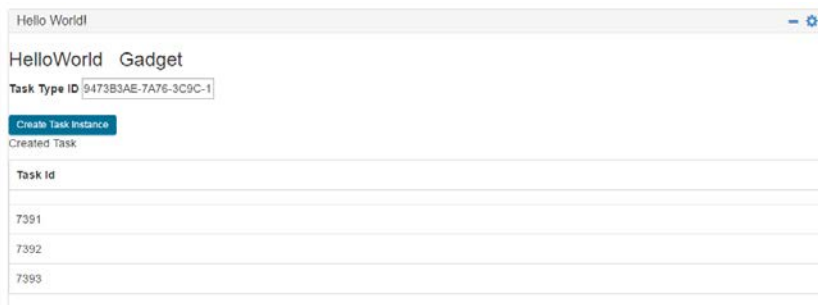 Hello World!
HelloWorld Gadget
Task Type ID 9473B3AE-7A76-3C9C-1
Create Task Instance
Created Task
Task Id
7391
7392
7393